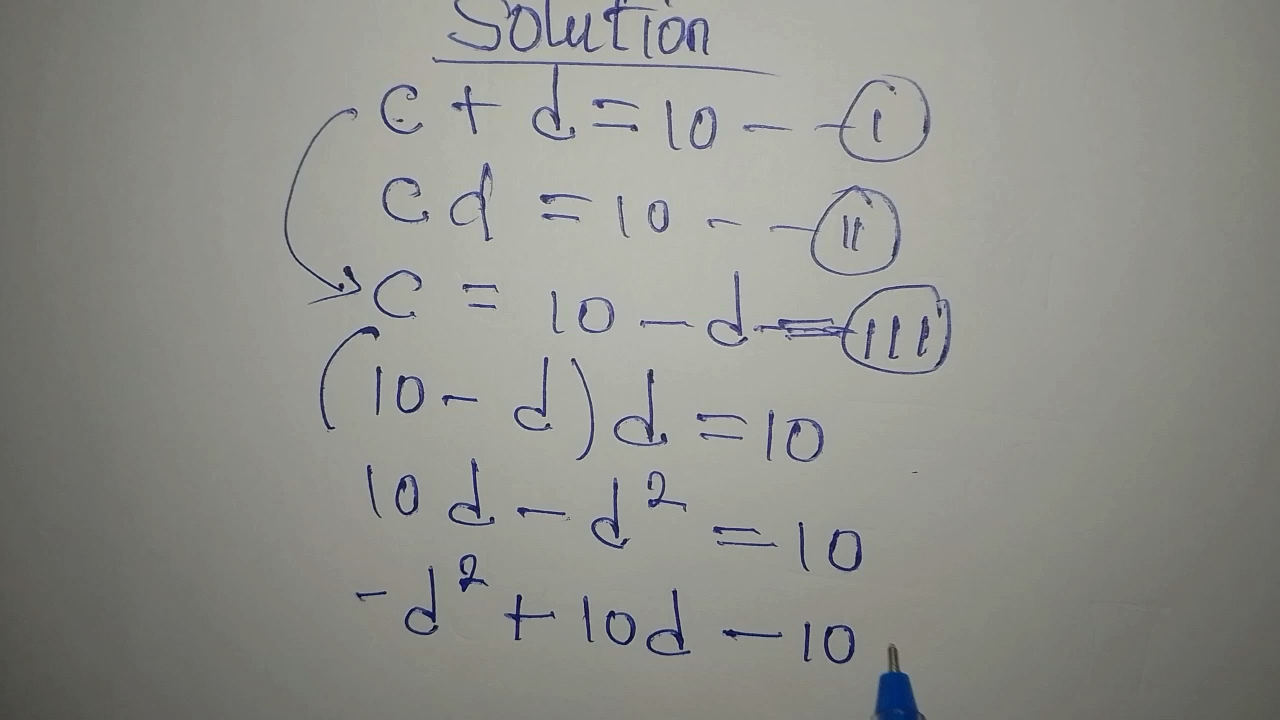 Solution
c + d = 10 - - (i)
cd = 10 - - - (ii)
c = 10 - d - = (iii)
(10 - d)d = 10
10d - d² = 10
-d² + 10d - 10